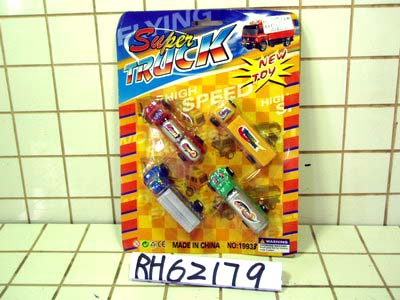 FLYING
Super
TRUCK
NEW
TOY
HIGH
SPEED
HIGH
MADE IN CHINA NO:1993
RH62179